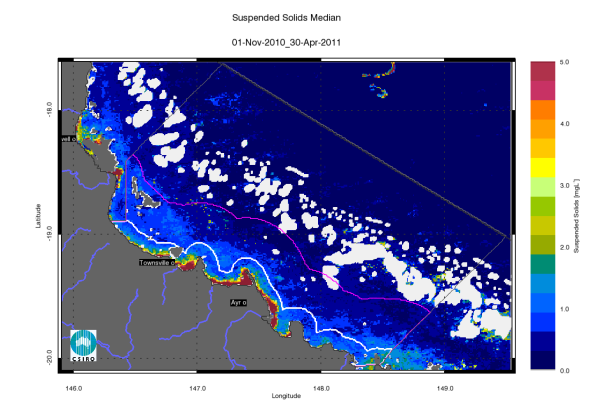 Suspended Solids Median
01-Nov-2010_30-Apr-2011
5.0
4.0
3.0
2.0
1.0
0.0
Suspended Solids [mgL⁻]
-18.0
-19.0
-20.0
Latitude
well o
Townsville o
Ayr o
CSIRO
146.0
147.0
148.0
149.0
Longitude